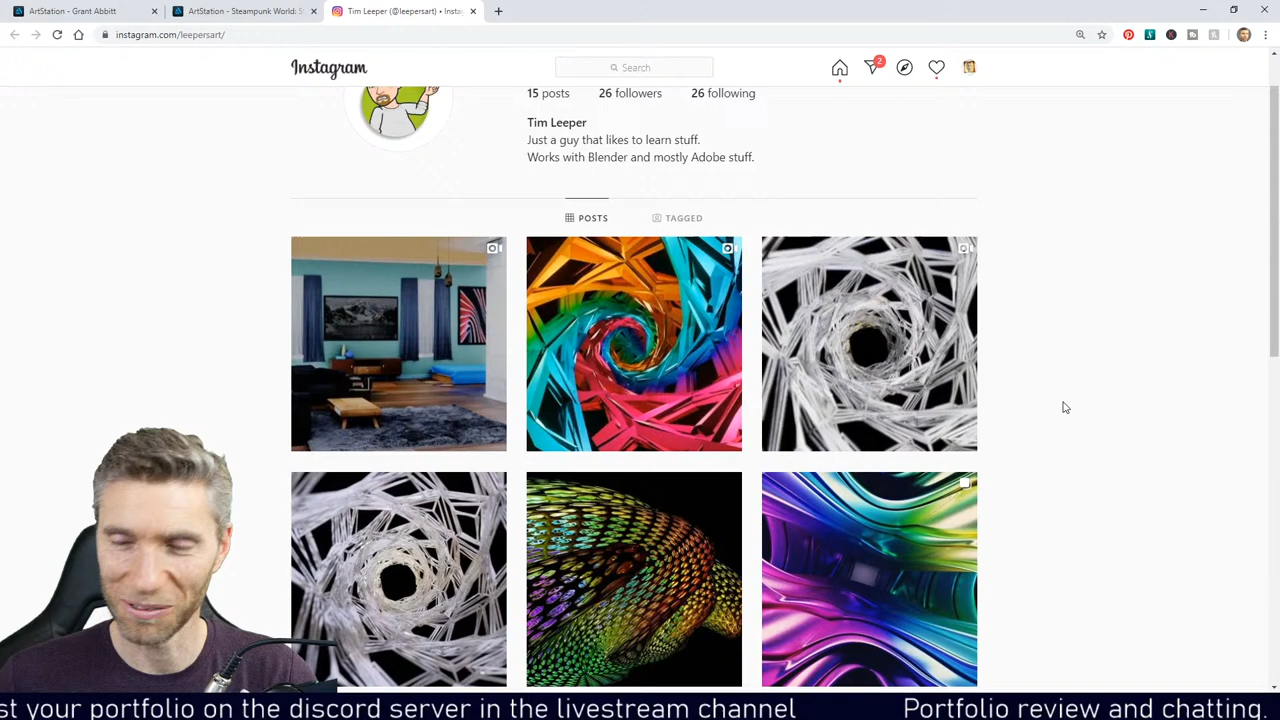 ArtStation - Grant Abbitt
ArtStation - Steampunk World: S
Tim Leeper (@leepersart) • Insta
instagram.com/leepersart/
Instagram
Search
2
15 posts 26 followers 26 following
Tim Leeper
Just a guy that likes to learn stuff.
Works with Blender and mostly Adobe stuff.
POSTS TAGGED
st your portfolio on the discord server in the livestream channel Portfolio review and chatting.